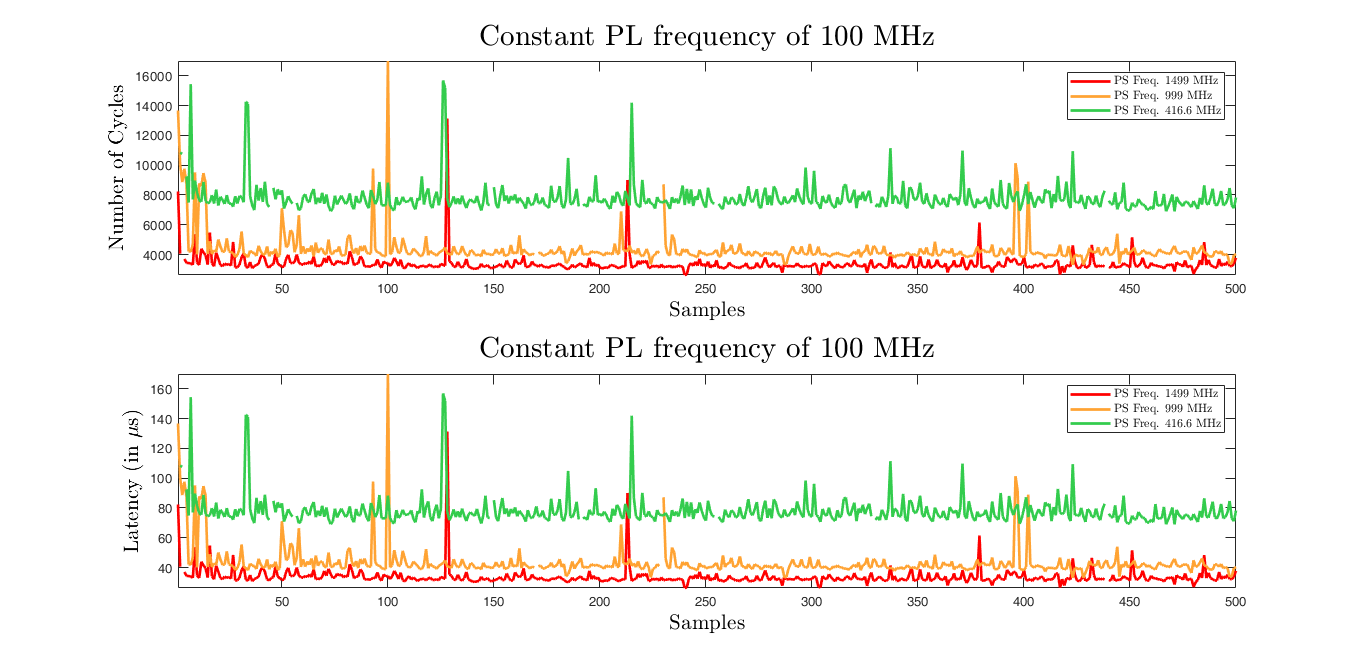 Constant PL frequency of 100 MHz
Number of Cycles
16000
14000
12000
10000
8000
6000
4000
PS Freq. 1499 MHz
PS Freq. 999 MHz
PS Freq. 416.6 MHz
50 100 150 200 250 300 350 400 450 500
Samples
Constant PL frequency of 100 MHz
Latency (in μs)
160
140
120
100
80
60
40
PS Freq. 1499 MHz
PS Freq. 999 MHz
PS Freq. 416.6 MHz
50 100 150 200 250 300 350 400 450 500
Samples